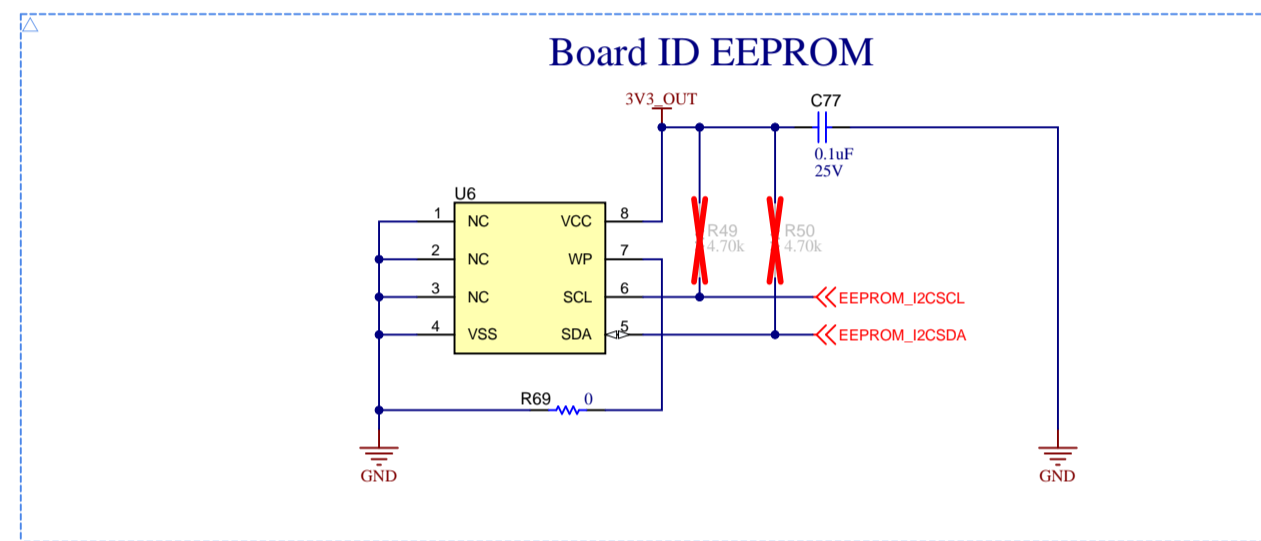 Board ID EEPROM
3V3_OUT
C77
0.1uF
25V
U6
1 NC VCC 8
2 NC WP 7
3 NC SCL 6
4 VSS SDA 5
R49
4.70k
R50
4.70k
EEPROM_I2CSCL
EEPROM_I2CSDA
R69 0
GND
GND